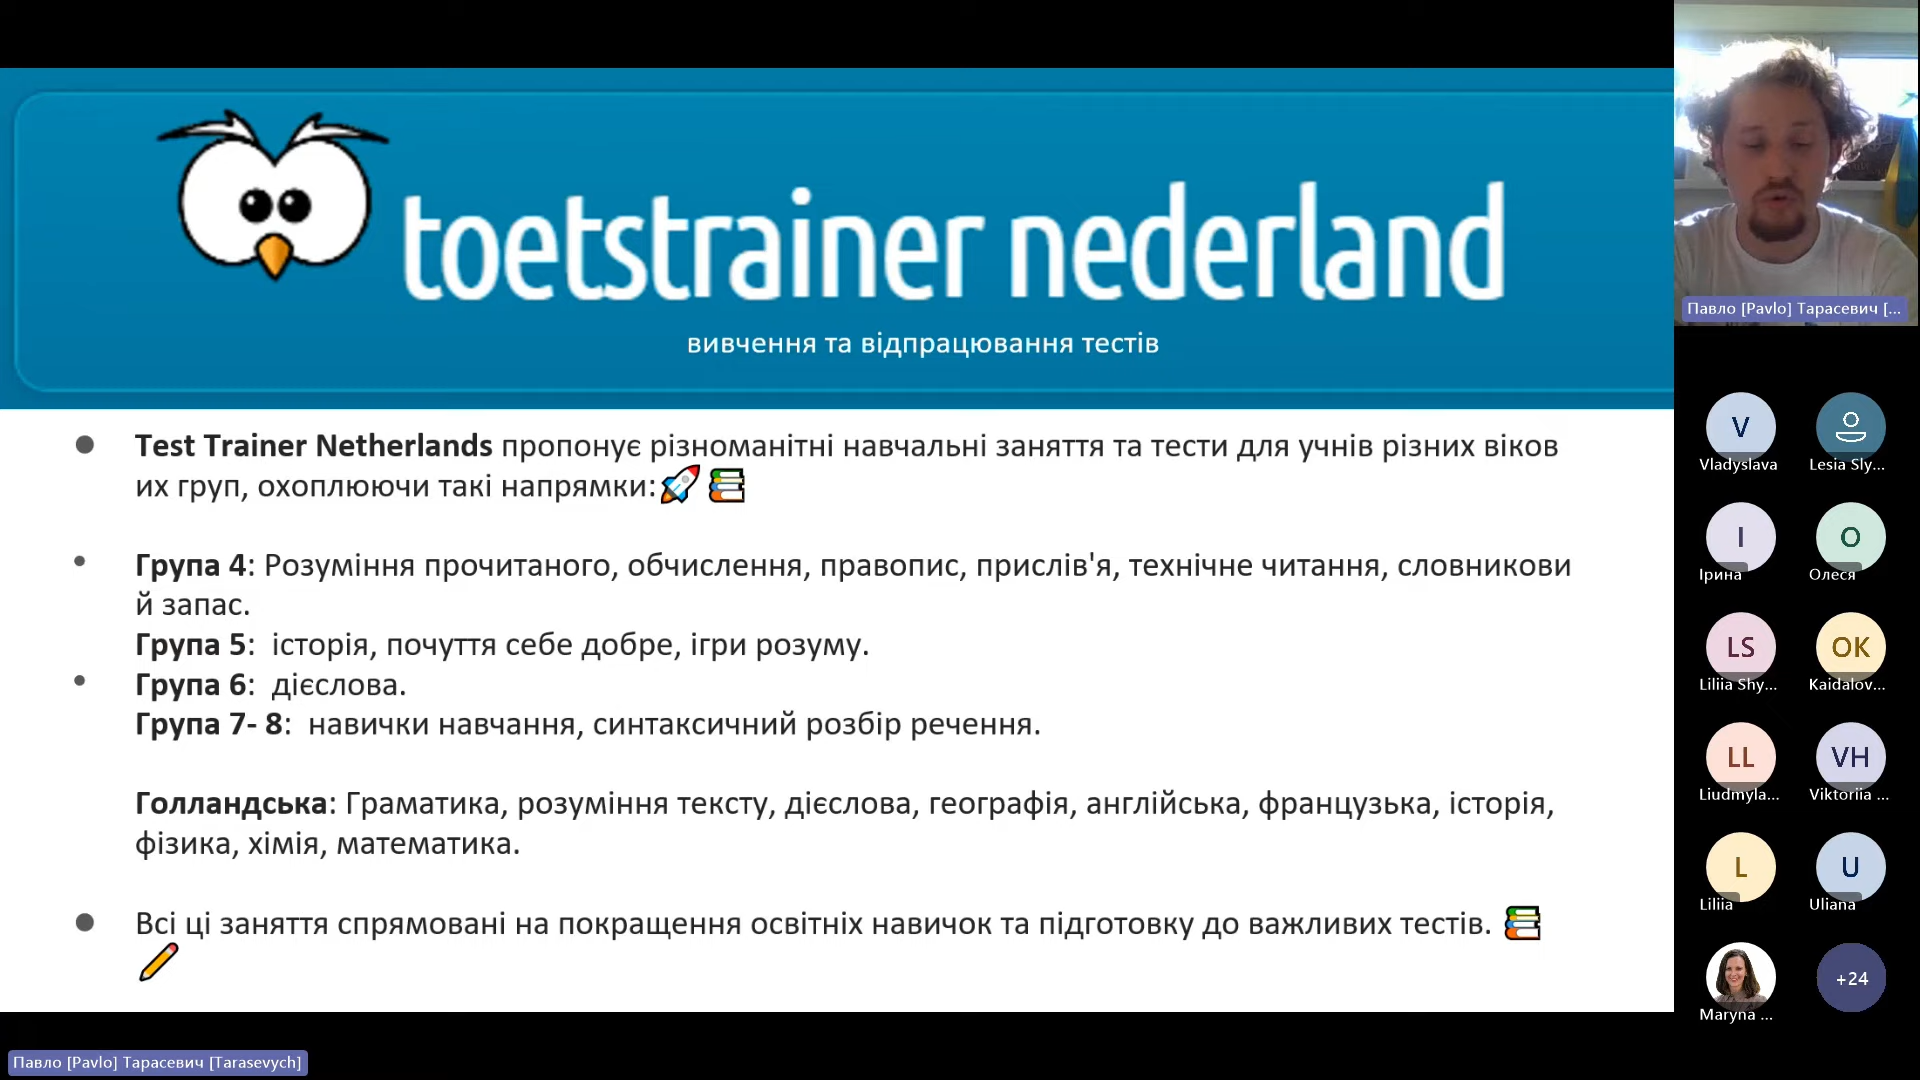 toetstrainer nederland
вивчення та відпрацювання тестів
Test Trainer Netherlands пропонує різноманітні навчальні заняття та тести для учнів різних віков
их груп, охоплюючи такі напрямки:
Група 4: Розуміння прочитаного, обчислення, правопис, прислів'я, технічне читання, словникови
й запас.
Група 5: історія, почуття себе добре, ігри розуму.
Група 6: дієслова.
Група 7- 8: навички навчання, синтаксичний розбір речення.
Голландська: Граматика, розуміння тексту, дієслова, географія, англійська, французька, історія,
фізика, хімія, математика.
Всі ці заняття спрямовані на покращення освітніх навичок та підготовку до важливих тестів.
Павло [Pavlo] Тарасевич [...
V
Vladyslava
Lesia Sly...
І
Ірина
О
Олеся
LS
Liliia Shy...
OK
Kaidalov...
LL
Liudmyla...
VH
Viktoriia ...
L
Liliia
U
Uliana
Maryna ...
+24
Павло [Pavlo] Тарасевич [Tarasevych]